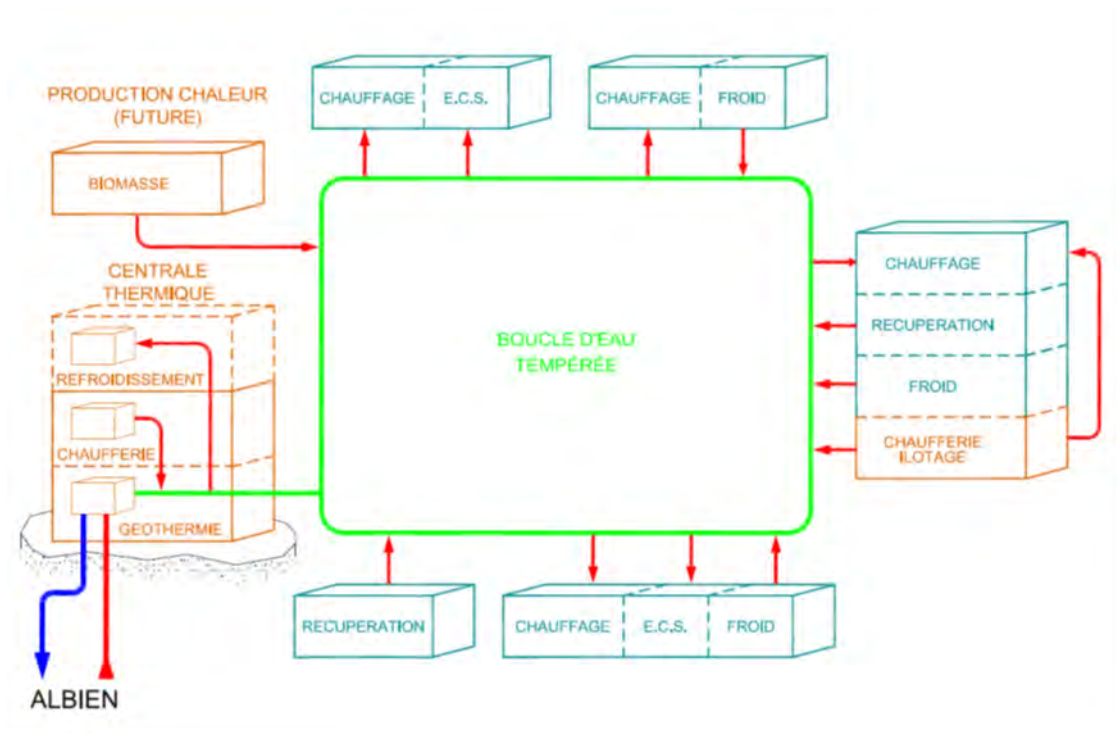 CHAUFFAGE
E.C.S.
CHAUFFAGE
FROID
PRODUCTION CHALEUR
(FUTURE)
BIOMASSE
CENTRALE
THERMIQUE
REFROIDISSEMENT
CHAUFFERIE
GEOTHERMIE
ALBIEN
BOUCLE D'EAU
TEMPÉRÉE
CHAUFFAGE
RECUPERATION
FROID
CHAUFFERIE
ILOTAGE
RECUPERATION
CHAUFFAGE
E.C.S.
FROID